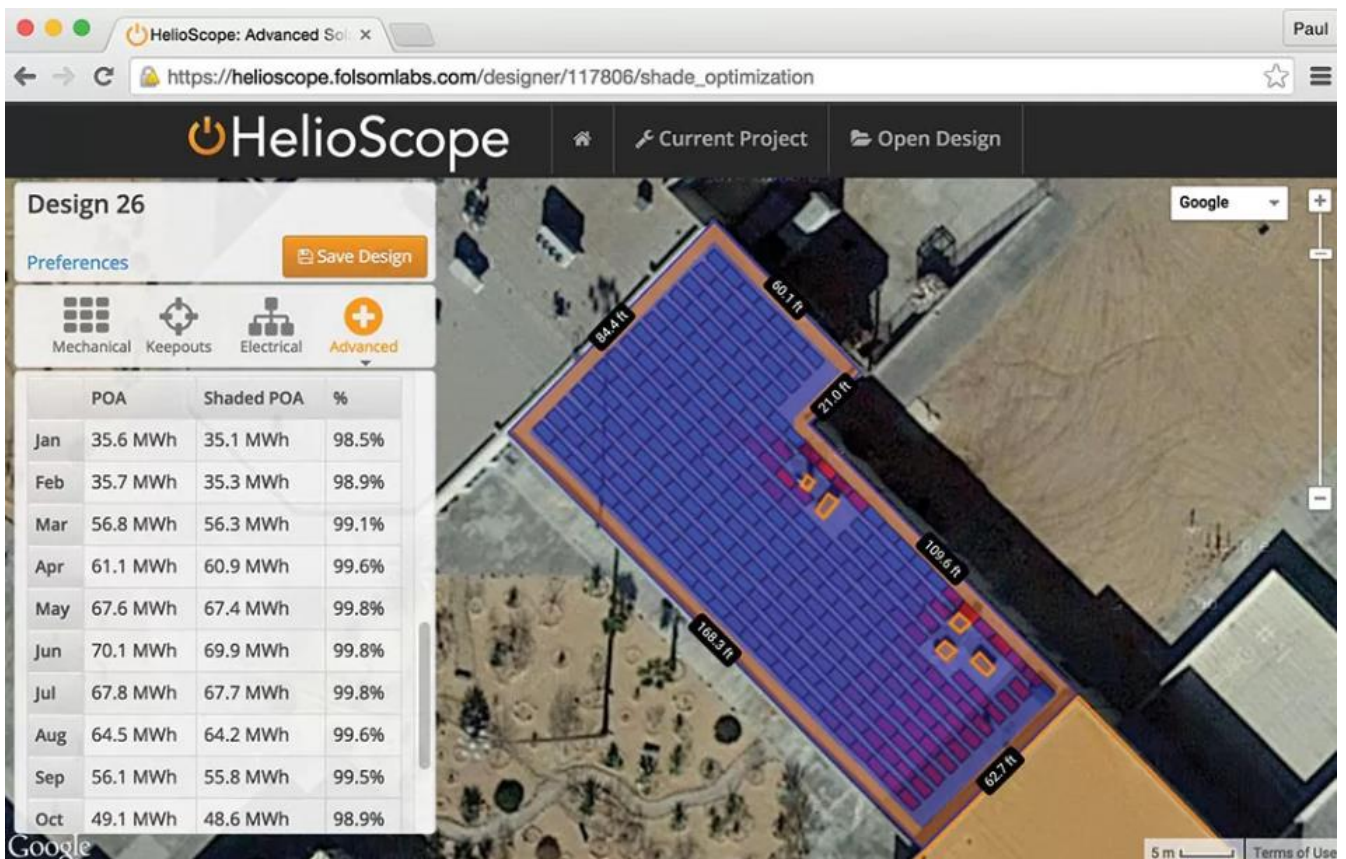 HelioScope: Advanced Sol
Paul
https://helioscope.folsomlabs.com/designer/117806/shade_optimization
HelioScope
Current Project
Open Design
Design 26
Preferences
Save Design
Google
Mechanical Keepouts Electrical Advanced
POA Shaded POA %
Jan 35.6 MWh 35.1 MWh 98.5%
Feb 35.7 MWh 35.3 MWh 98.9%
Mar 56.8 MWh 56.3 MWh 99.1%
Apr 61.1 MWh 60.9 MWh 99.6%
May 67.6 MWh 67.4 MWh 99.8%
Jun 70.1 MWh 69.9 MWh 99.8%
Jul 67.8 MWh 67.7 MWh 99.8%
Aug 64.5 MWh 64.2 MWh 99.6%
Sep 56.1 MWh 55.8 MWh 99.5%
Oct 49.1 MWh 48.6 MWh 98.9%
60.1 ft
84.4 ft
21.0 ft
109.6 ft
168.3 ft
62.7 ft
Google
5 m
Terms of Use